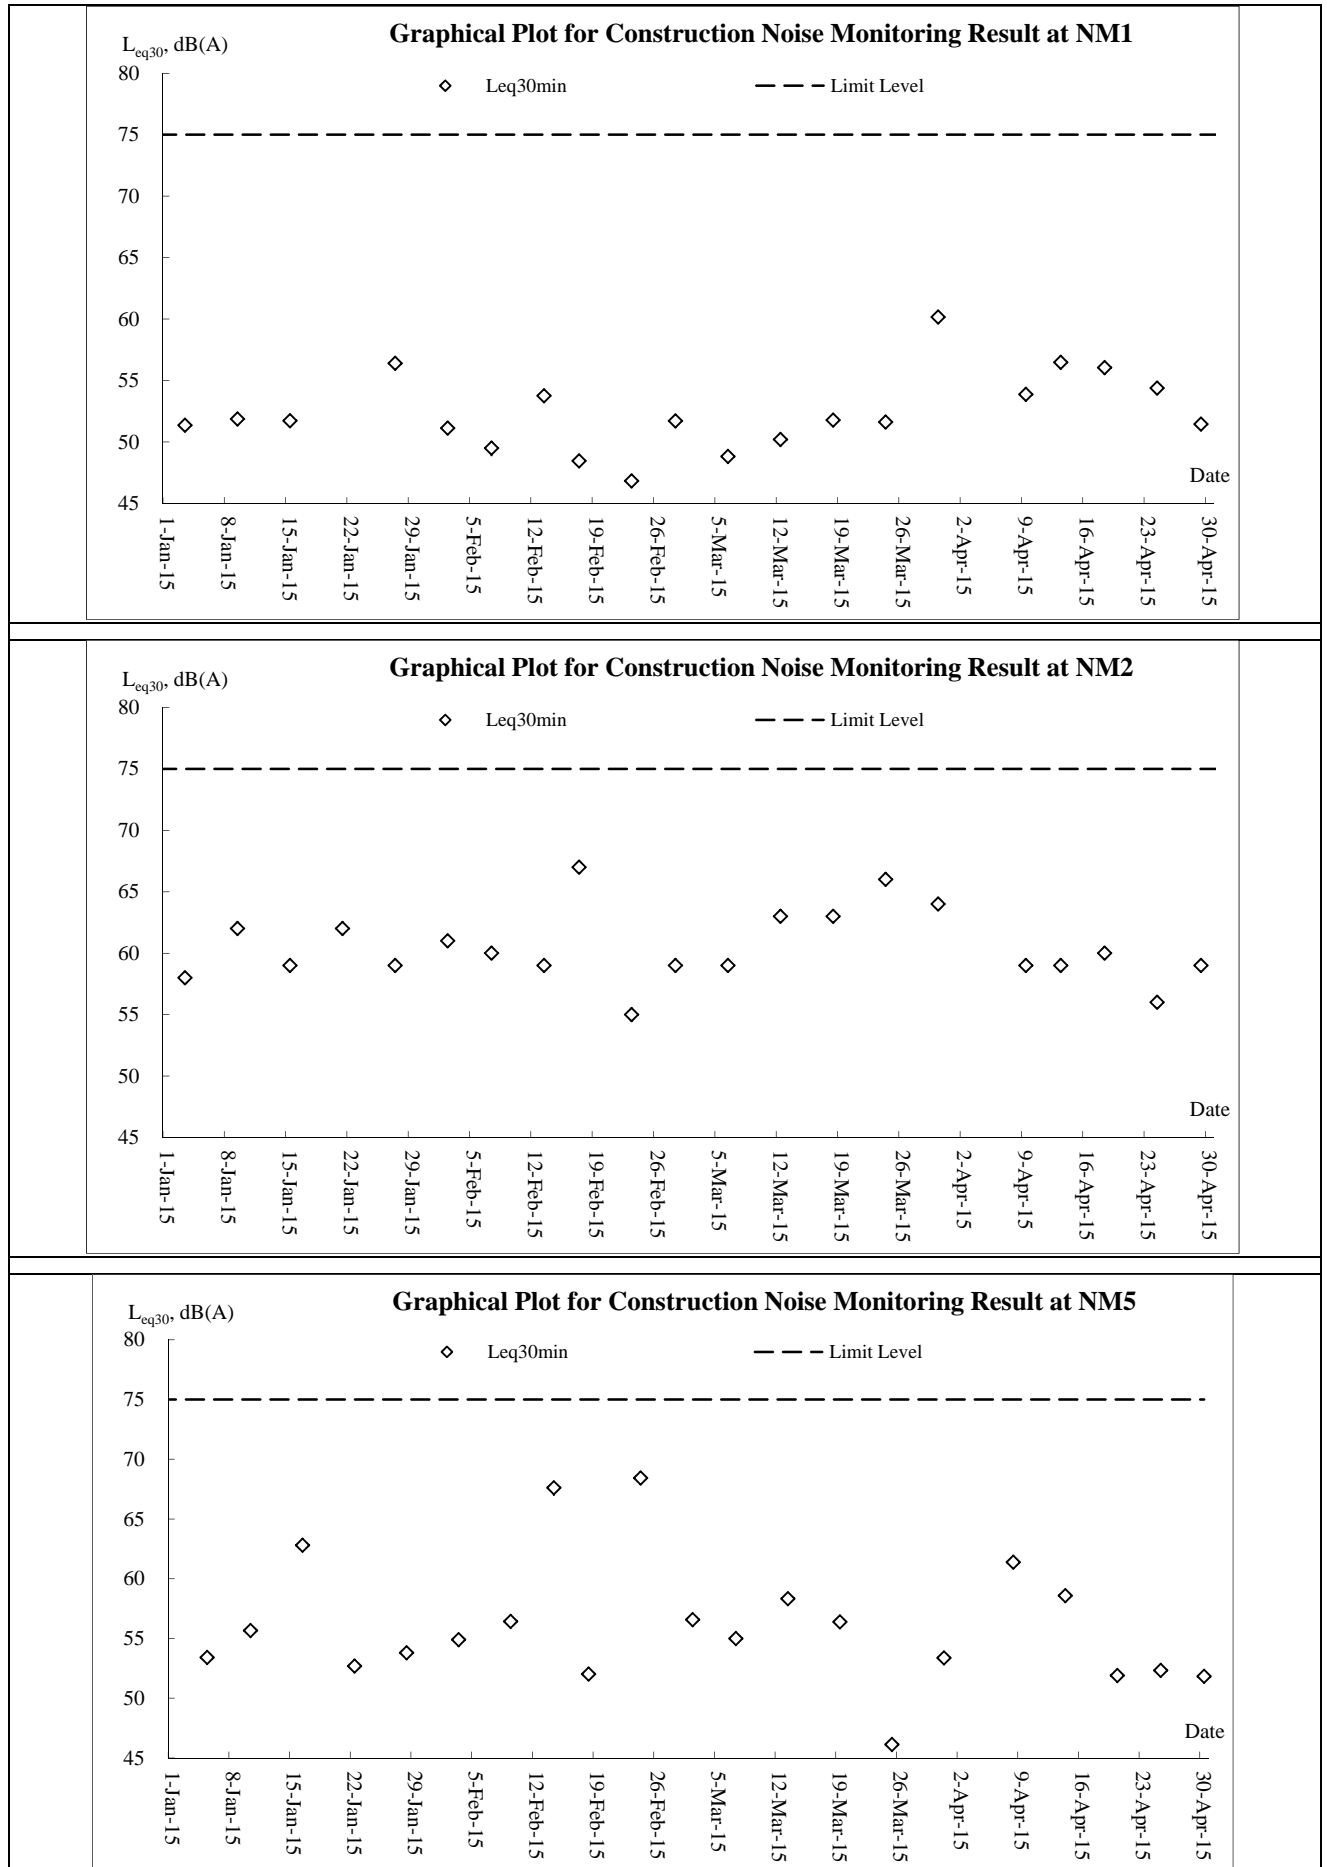 Graphical Plot for Construction Noise Monitoring Result at NM1
Leq30, dB(A)
Leq30min Limit Level
80
75
70
65
60
55
50
45
Date
1-Jan-15 8-Jan-15 15-Jan-15 22-Jan-15 29-Jan-15 5-Feb-15 12-Feb-15 19-Feb-15 26-Feb-15 5-Mar-15 12-Mar-15 19-Mar-15 26-Mar-15 2-Apr-15 9-Apr-15 16-Apr-15 23-Apr-15 30-Apr-15
Graphical Plot for Construction Noise Monitoring Result at NM2
Leq30, dB(A)
Leq30min Limit Level
80
75
70
65
60
55
50
45
Date
1-Jan-15 8-Jan-15 15-Jan-15 22-Jan-15 29-Jan-15 5-Feb-15 12-Feb-15 19-Feb-15 26-Feb-15 5-Mar-15 12-Mar-15 19-Mar-15 26-Mar-15 2-Apr-15 9-Apr-15 16-Apr-15 23-Apr-15 30-Apr-15
Graphical Plot for Construction Noise Monitoring Result at NM5
Leq30, dB(A)
Leq30min Limit Level
80
75
70
65
60
55
50
45
Date
1-Jan-15 8-Jan-15 15-Jan-15 22-Jan-15 29-Jan-15 5-Feb-15 12-Feb-15 19-Feb-15 26-Feb-15 5-Mar-15 12-Mar-15 19-Mar-15 26-Mar-15 2-Apr-15 9-Apr-15 16-Apr-15 23-Apr-15 30-Apr-15